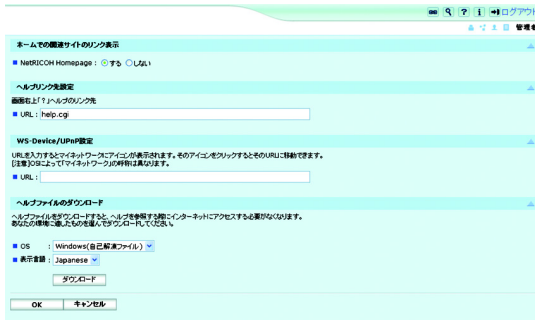 ログアウト
管理者
ホームでの関連サイトのリンク表示
NetRICOH Homepage : する しない
ヘルプリンク先設定
画面右上「?」ヘルプのリンク先
URL : help.cgi
WS-Device/UPnP設定
URLを入力するとマイネットワークにアイコンが表示されます。そのアイコンをクリックするとそのURLに移動できます。
[注意]OSによって「マイネットワーク」の呼称は異なります。
URL :
ヘルプファイルのダウンロード
ヘルプファイルをダウンロードすると、ヘルプを参照する際にインターネットにアクセスする必要がなくなります。
あなたの環境に適したものを選んでダウンロードしてください。
OS : Windows(自己解凍ファイル)
表示言語 : Japanese
ダウンロード
OK キャンセル